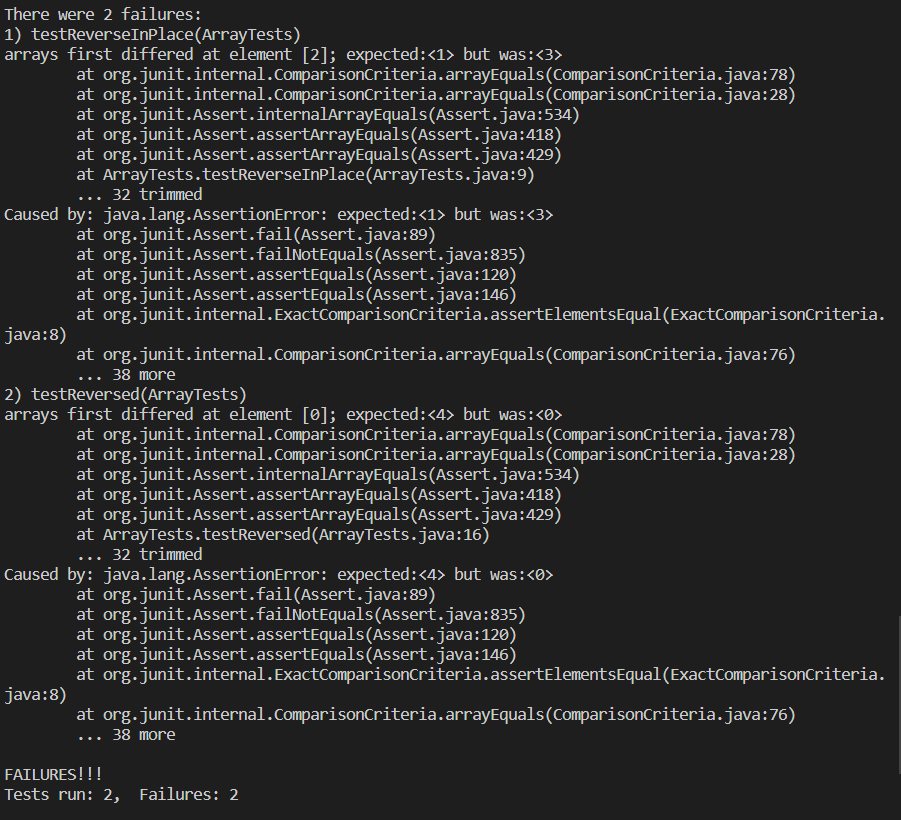 There were 2 failures:
1) testReverseInPlace(ArrayTests)
arrays first differed at element [2]; expected:<1> but was:<3>
        at org.junit.internal.ComparisonCriteria.arrayEquals(ComparisonCriteria.java:78)
        at org.junit.internal.ComparisonCriteria.arrayEquals(ComparisonCriteria.java:28)
        at org.junit.Assert.internalArrayEquals(Assert.java:534)
        at org.junit.Assert.assertArrayEquals(Assert.java:418)
        at org.junit.Assert.assertArrayEquals(Assert.java:429)
        at ArrayTests.testReverseInPlace(ArrayTests.java:9)
        ... 32 trimmed
Caused by: java.lang.AssertionError: expected:<1> but was:<3>
        at org.junit.Assert.fail(Assert.java:89)
        at org.junit.Assert.failNotEquals(Assert.java:835)
        at org.junit.Assert.assertEquals(Assert.java:120)
        at org.junit.Assert.assertEquals(Assert.java:146)
        at org.junit.internal.ExactComparisonCriteria.assertElementsEqual(ExactComparisonCriteria.
java:8)
        at org.junit.internal.ComparisonCriteria.arrayEquals(ComparisonCriteria.java:76)
        ... 38 more
2) testReversed(ArrayTests)
arrays first differed at element [0]; expected:<4> but was:<0>
        at org.junit.internal.ComparisonCriteria.arrayEquals(ComparisonCriteria.java:78)
        at org.junit.internal.ComparisonCriteria.arrayEquals(ComparisonCriteria.java:28)
        at org.junit.Assert.internalArrayEquals(Assert.java:534)
        at org.junit.Assert.assertArrayEquals(Assert.java:418)
        at org.junit.Assert.assertArrayEquals(Assert.java:429)
        at ArrayTests.testReversed(ArrayTests.java:16)
        ... 32 trimmed
Caused by: java.lang.AssertionError: expected:<4> but was:<0>
        at org.junit.Assert.fail(Assert.java:89)
        at org.junit.Assert.failNotEquals(Assert.java:835)
        at org.junit.Assert.assertEquals(Assert.java:120)
        at org.junit.Assert.assertEquals(Assert.java:146)
        at org.junit.internal.ExactComparisonCriteria.assertElementsEqual(ExactComparisonCriteria.
java:8)
        at org.junit.internal.ComparisonCriteria.arrayEquals(ComparisonCriteria.java:76)
        ... 38 more

FAILURES!!!
Tests run: 2,  Failures: 2